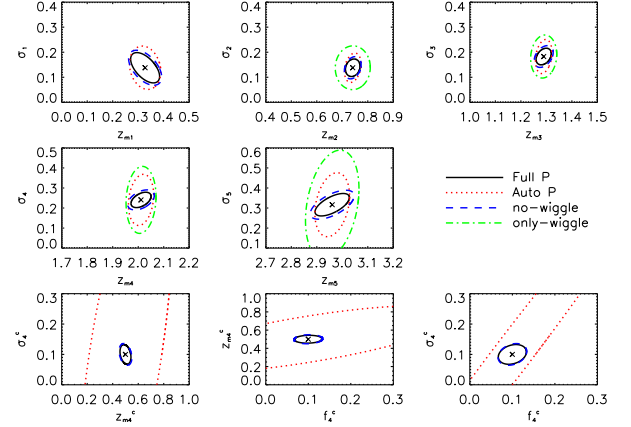 0.4 0.3 0.2 0.1 0.0
σ1
0.0 0.1 0.2 0.3 0.4 0.5
zm1
0.4 0.3 0.2 0.1 0.0
σ2
0.4 0.5 0.6 0.7 0.8 0.9
zm2
0.4 0.3 0.2 0.1 0.0
σ3
1.0 1.1 1.2 1.3 1.4 1.5
zm3
0.5 0.4 0.3 0.2 0.1 0.0
σ4
1.7 1.8 1.9 2.0 2.1 2.2
zm4
0.6 0.5 0.4 0.3 0.2 0.1
σ5
2.7 2.8 2.9 3.0 3.1 3.2
zm5
Full P
Auto P
no-wiggle
only-wiggle
0.3 0.2 0.1 0.0
σ4c
0.0 0.2 0.4 0.6 0.8 1.0
zm4c
1.0 0.8 0.6 0.4 0.2 0.0
zm4c
0.0 0.1 0.2 0.3
f4c
0.3 0.2 0.1 0.0
σ4c
0.0 0.1 0.2 0.3
f4c